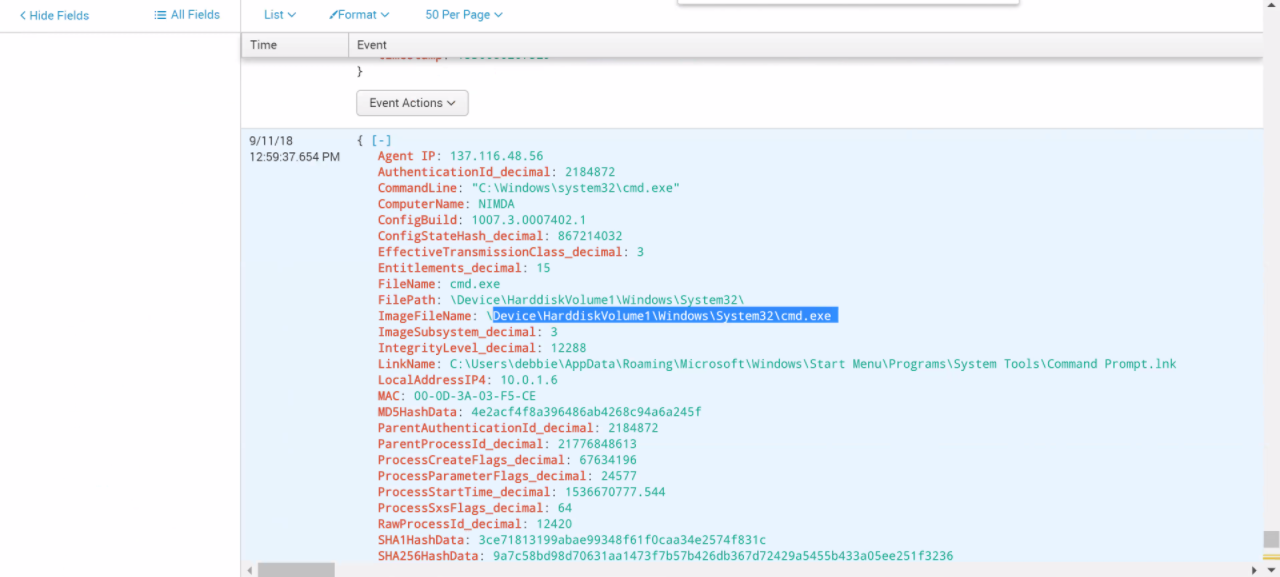 Hide Fields
All Fields
List
Format
50 Per Page
Time
Event
}
Event Actions
9/11/18
12:59:37.654 PM
{ [-]
Agent IP: 137.116.48.56
AuthenticationId_decimal: 2184872
CommandLine: "C:\Windows\system32\cmd.exe"
ComputerName: NIMDA
ConfigBuild: 1007.3.0007402.1
ConfigStateHash_decimal: 867214032
EffectiveTransmissionClass_decimal: 3
Entitlements_decimal: 15
FileName: cmd.exe
FilePath: \Device\HarddiskVolume1\Windows\System32\
ImageFileName: \Device\HarddiskVolume1\Windows\System32\cmd.exe
ImageSubsystem_decimal: 3
IntegrityLevel_decimal: 12288
LinkName: C:\Users\debbie\AppData\Roaming\Microsoft\Windows\Start Menu\Programs\System Tools\Command Prompt.lnk
LocalAddressIP4: 10.0.1.6
MAC: 00-0D-3A-03-F5-CE
MD5HashData: 4e2acf4f8a396486ab4268c94a6a245f
ParentAuthenticationId_decimal: 2184872
ParentProcessId_decimal: 21776848613
ProcessCreateFlags_decimal: 67634196
ProcessParameterFlags_decimal: 24577
ProcessStartTime_decimal: 1536670777.544
ProcessSxsFlags_decimal: 64
RawProcessId_decimal: 12420
SHA1HashData: 3ce71813199abae99348f61f0caa34e2574f831c
SHA256HashData: 9a7c58bd98d70631aa1473f7b57b426db367d72429a5455b433a05ee251f3236